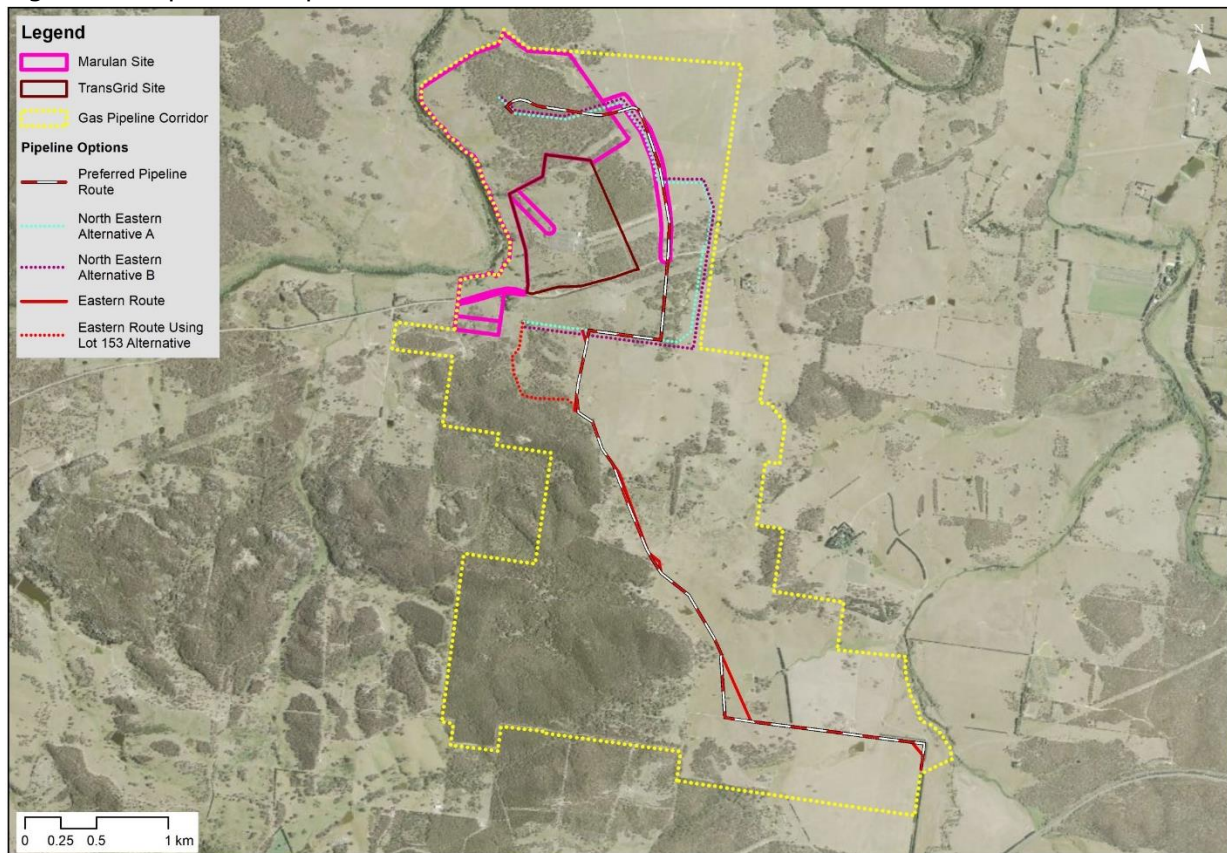 Legend
Marulan Site
TransGrid Site
Gas Pipeline Corridor
Pipeline Options
Preferred Pipeline
Route
North Eastern
Alternative A
North Eastern
Alternative B
Eastern Route
Eastern Route Using
Lot 153 Alternative
0 0.25 0.5 1 km